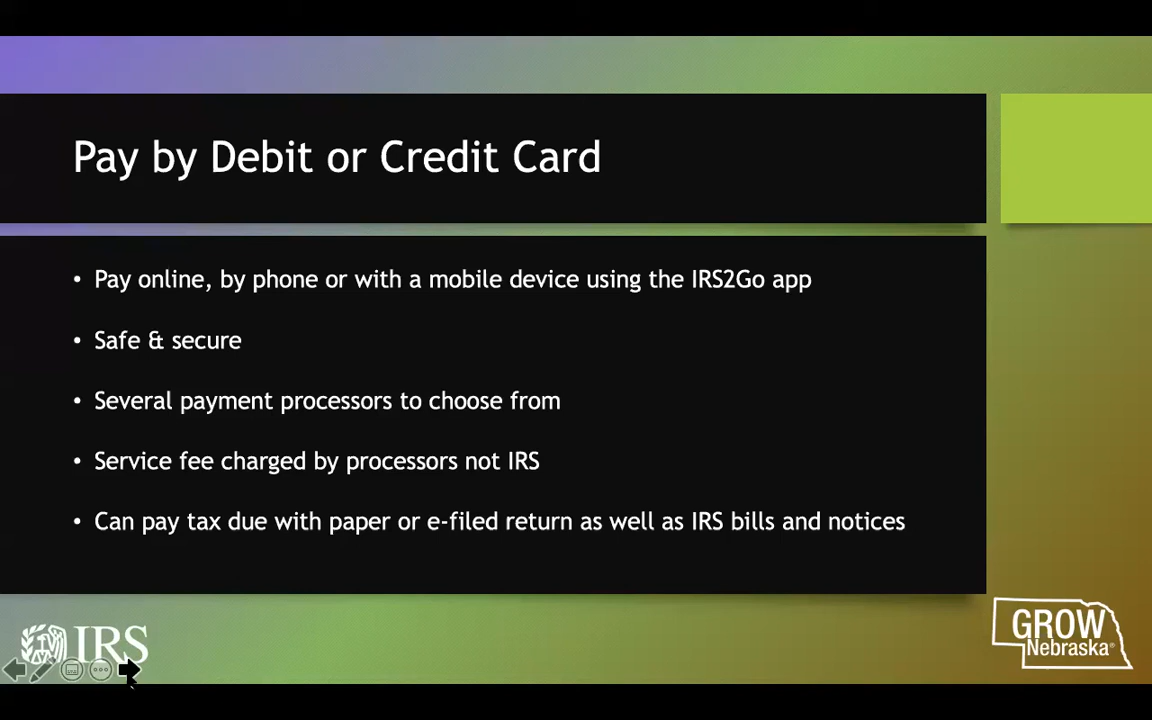 Pay by Debit or Credit Card
• Pay online, by phone or with a mobile device using the IRS2Go app
• Safe & secure
• Several payment processors to choose from
• Service fee charged by processors not IRS
• Can pay tax due with paper or e-filed return as well as IRS bills and notices
IRS
GROW
Nebraska®